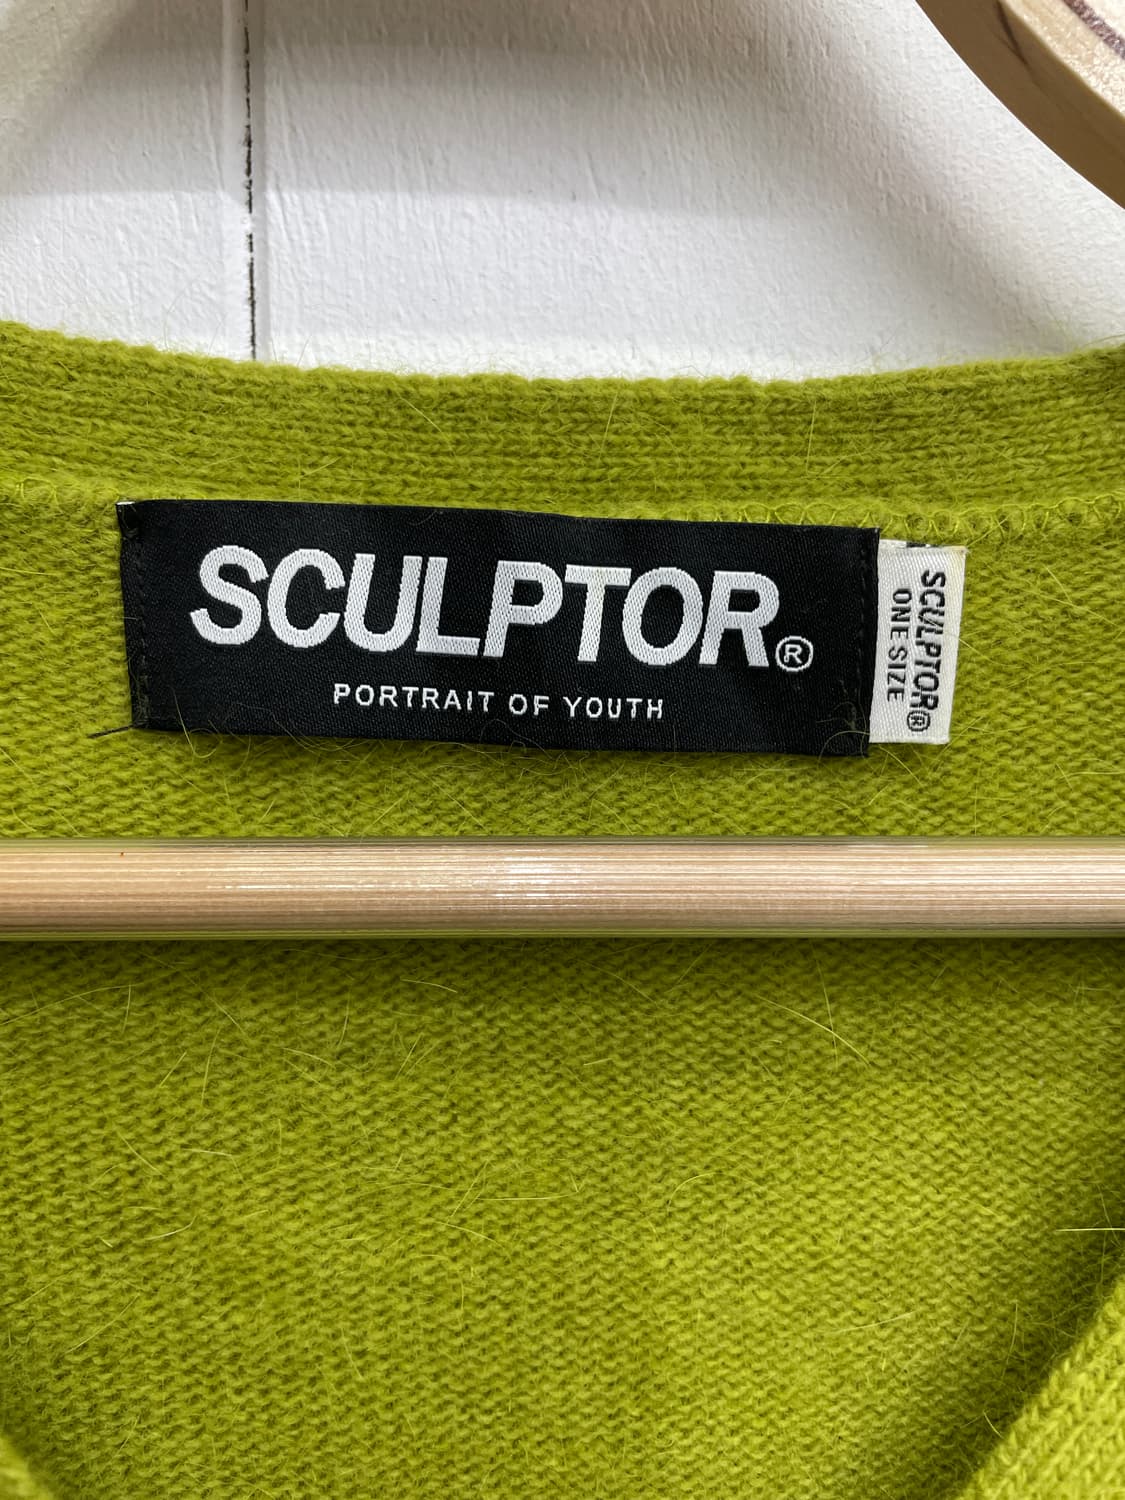 SCULPTOR®
PORTRAIT OF YOUTH
SCULPTOR®
ONE SIZE